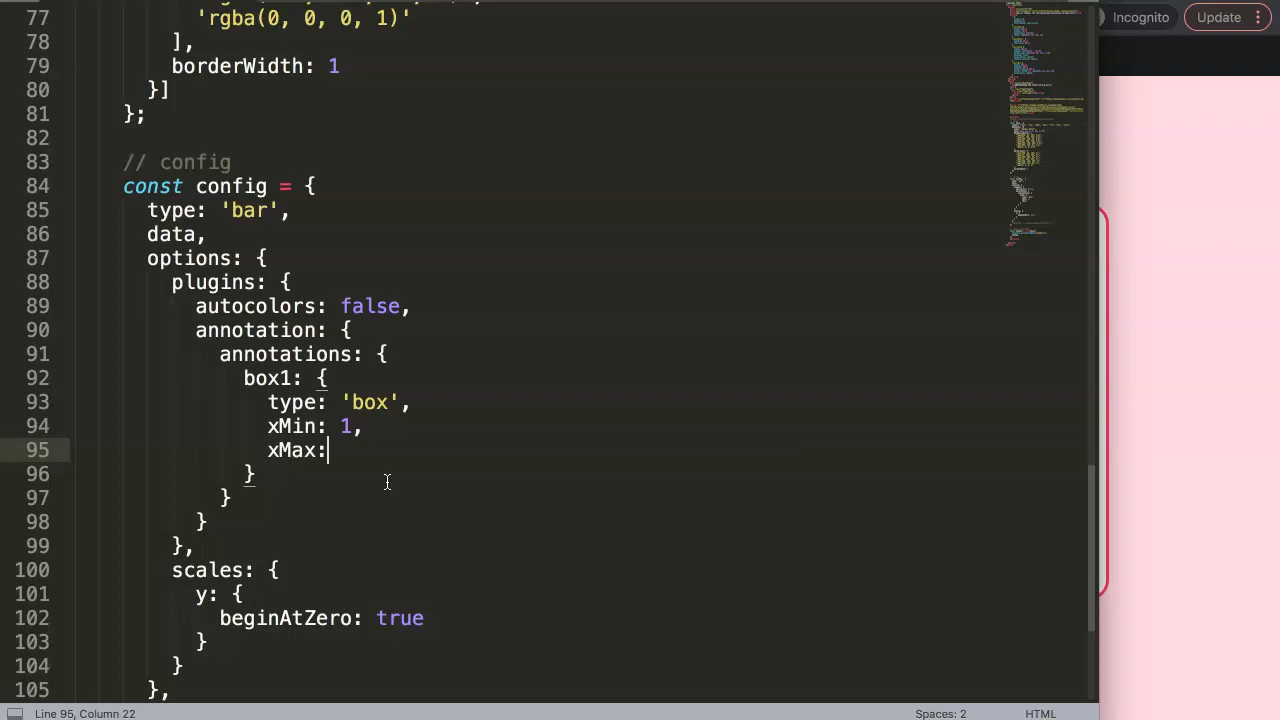 77 'rgba(0, 0, 0, 1)'
78 ],
79 borderWidth: 1
80 }]
81 };
82
83 // config
84 const config = {
85 type: 'bar',
86 data,
87 options: {
88 plugins: {
89 autocolors: false,
90 annotation: {
91 annotations: {
92 box1: {
93 type: 'box',
94 xMin: 1,
95 xMax:
96 }
97 }
98 }
99 },
100 scales: {
101 y: {
102 beginAtZero: true
103 }
104 }
105 },
Line 95, Column 22 Spaces: 2 HTML
Incognito Update